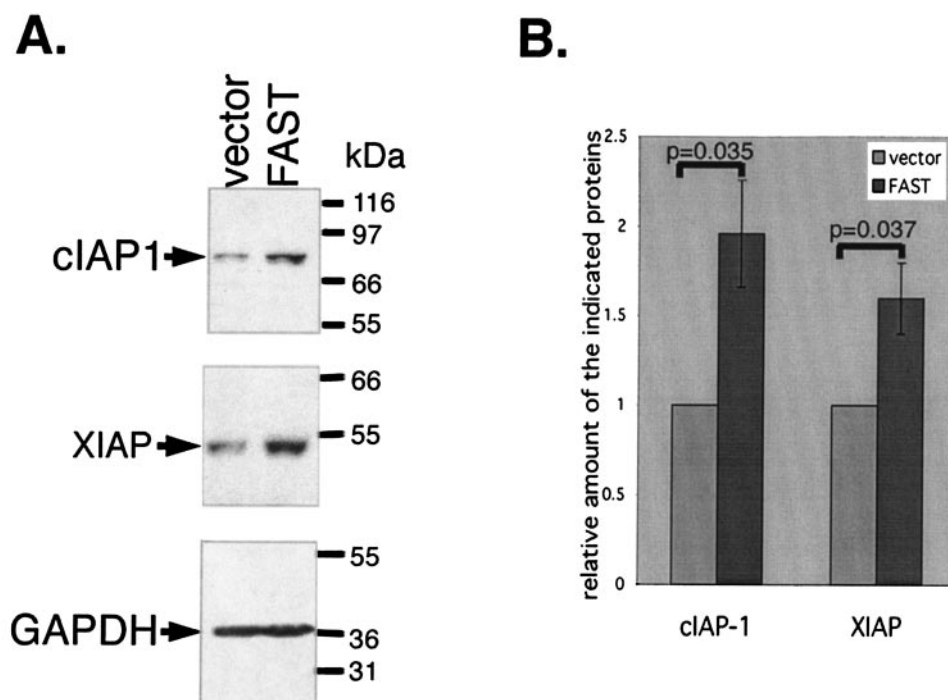 A.
vector
FAST
kDa
cIAP1
116
97
66
55
XIAP
66
55
GAPDH
55
36
31
B.
relative amount of the indicated proteins
2.5
2
1.5
1
0.5
0
p=0.035
p=0.037
vector
FAST
cIAP-1
XIAP